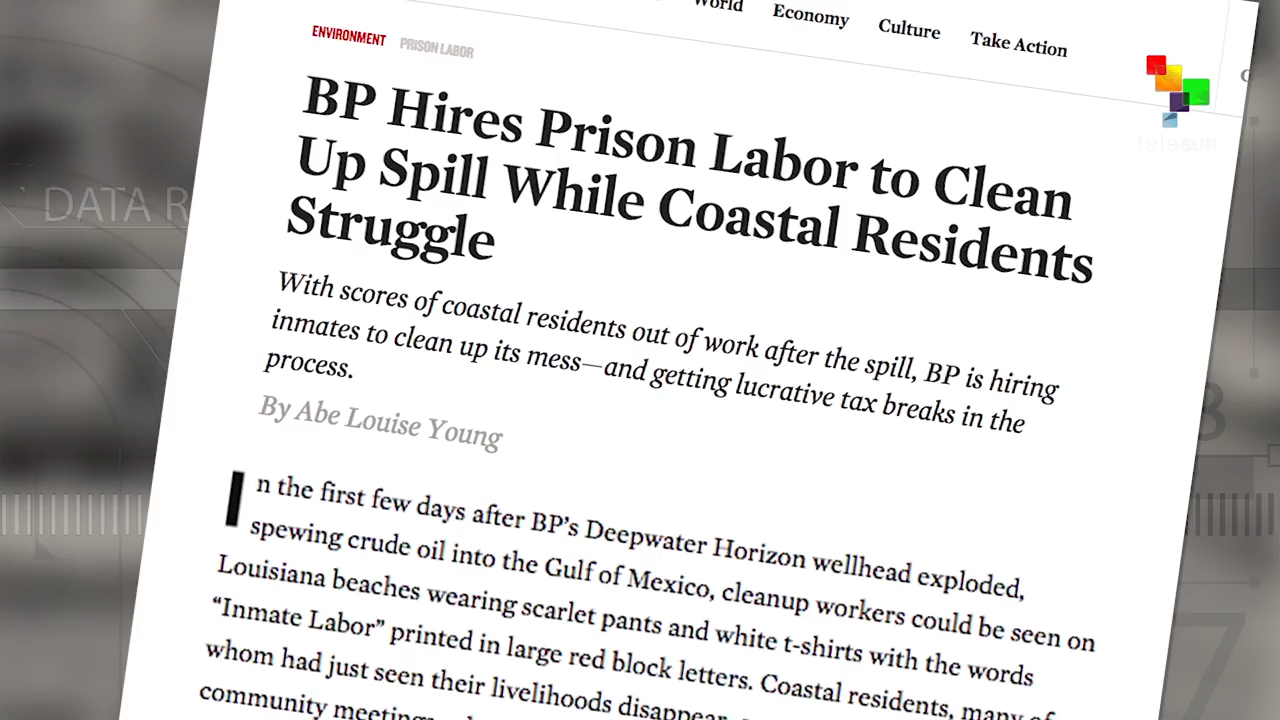 World Economy Culture Take Action
ENVIRONMENT PRISON LABOR
teleSUR
BP Hires Prison Labor to Clean
Up Spill While Coastal Residents
Struggle
With scores of coastal residents out of work after the spill, BP is hiring
inmates to clean up its mess—and getting lucrative tax breaks in the
process.
By Abe Louise Young
In the first few days after BP’s Deepwater Horizon wellhead exploded,
spewing crude oil into the Gulf of Mexico, cleanup workers could be seen on
Louisiana beaches wearing scarlet pants and white t-shirts with the words
“Inmate Labor” printed in large red block letters. Coastal residents, many of
whom had just seen their livelihoods disappear,
community meetings
DATA R
8
7